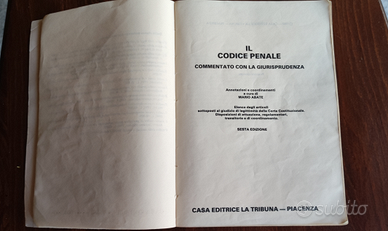 IL
CODICE PENALE
COMMENTATO CON LA GIURISPRUDENZA
Annotazioni e coordinamenti
a cura di
MARIO ABATE
Elenco degli articoli
sottoposti al giudizio di legittimità della Corte Costituzionale.
Disposizioni di attuazione, regolamentari,
transitorie e di coordinamento.
SESTA EDIZIONE
CASA EDITRICE LA TRIBUNA — PIACENZA
subito